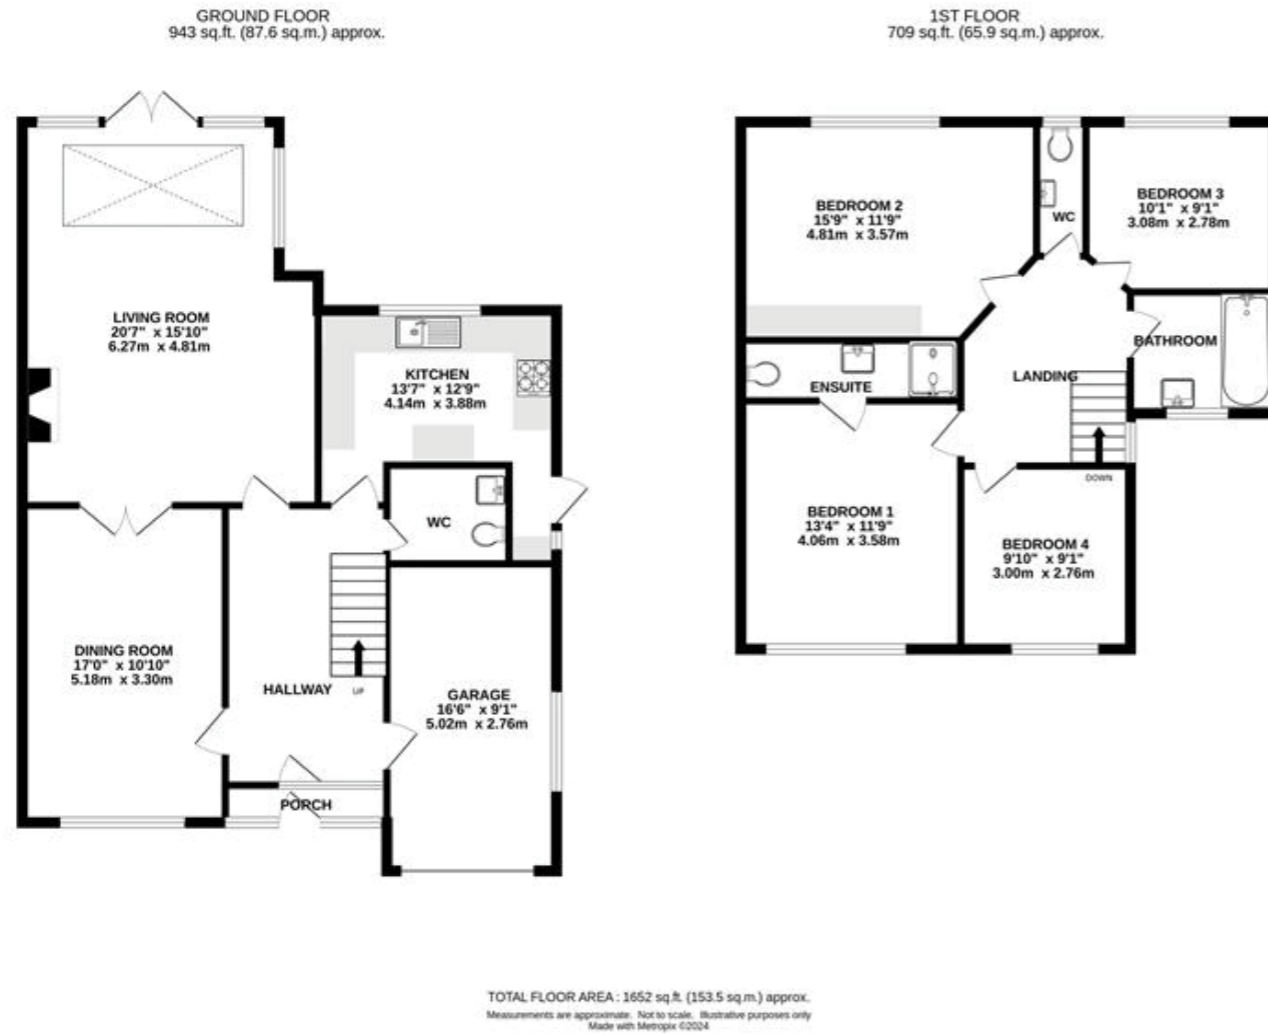 GROUND FLOOR
943 sq.ft. (87.6 sq.m.) approx.
1ST FLOOR
709 sq.ft. (65.9 sq.m.) approx.
LIVING ROOM
20'7" x 15'10"
6.27m x 4.81m
KITCHEN
13'7" x 12'9"
4.14m x 3.88m
WC
DINING ROOM
17'0" x 10'10"
5.18m x 3.30m
HALLWAY
UP
GARAGE
16'6" x 9'1"
5.02m x 2.76m
PORCH
BEDROOM 2
15'9" x 11'9"
4.81m x 3.57m
WC
BEDROOM 3
10'1" x 9'1"
3.08m x 2.78m
BATHROOM
ENSUITE
LANDING
DOWN
BEDROOM 1
13'4" x 11'9"
4.06m x 3.58m
BEDROOM 4
9'10" x 9'1"
3.00m x 2.76m
TOTAL FLOOR AREA : 1652 sq.ft. (153.5 sq.m.) approx.
Measurements are approximate. Not to scale. Illustrative purposes only
Made with Metropix ©2024